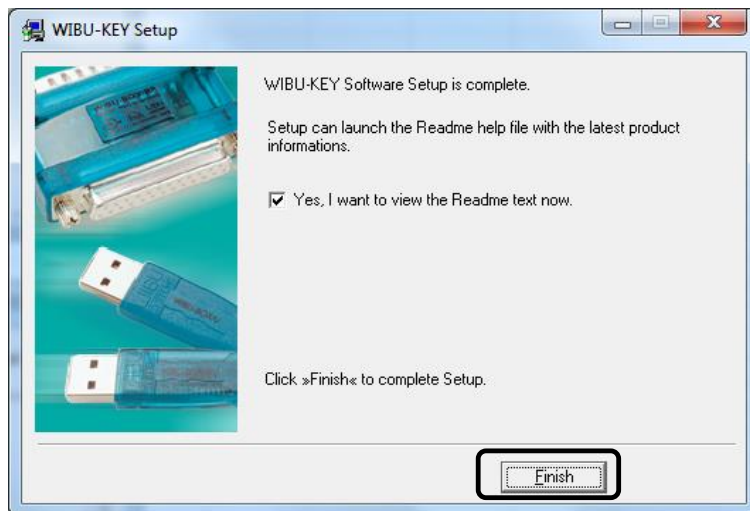 WIBU-KEY Setup
WIBU-KEY Software Setup is complete.
Setup can launch the Readme help file with the latest product
informations.
Yes, I want to view the Readme text now.
Click »Finish« to complete Setup.
Finish